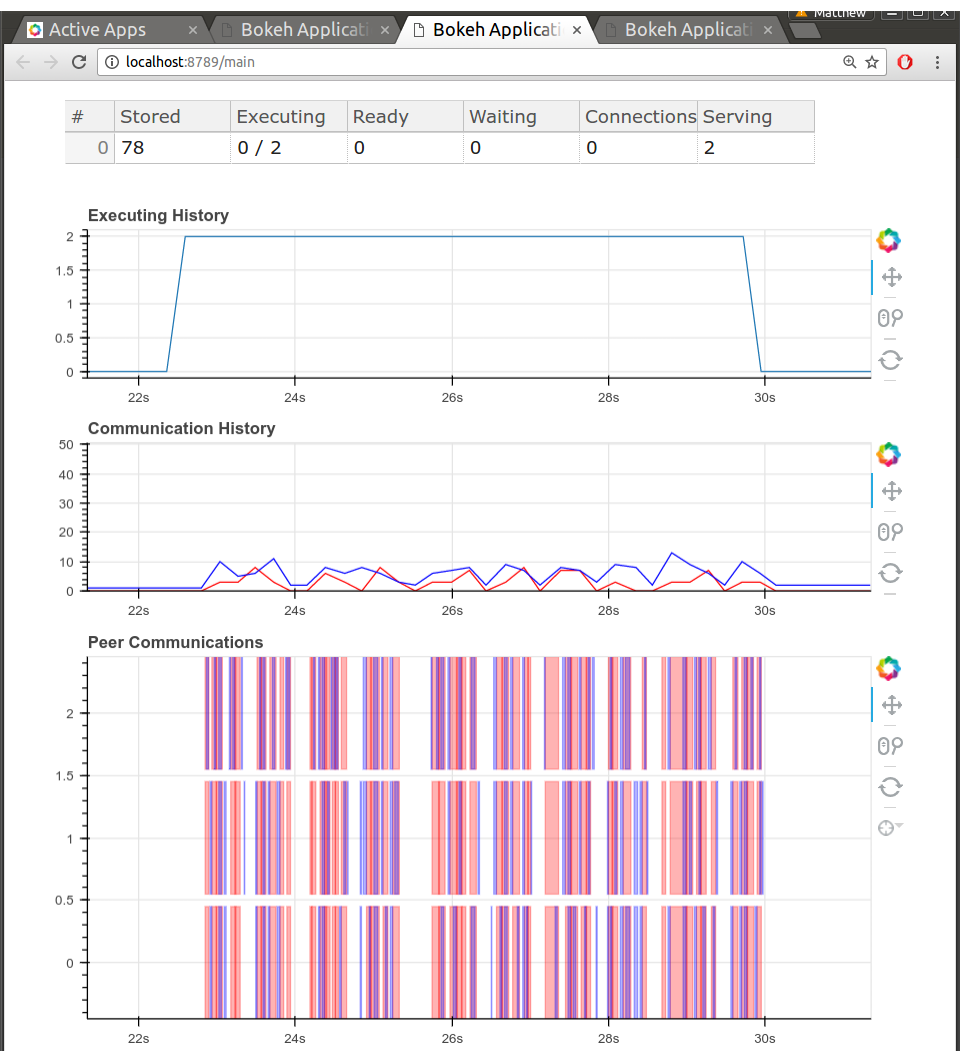 Matthew
Active Apps × Bokeh Applicati × Bokeh Applicati × Bokeh Applicati ×
localhost:8789/main
# Stored Executing Ready Waiting Connections Serving
0 78 0 / 2 0 0 0 2
Executing History
2
1.5
1
0.5
0
22s 24s 26s 28s 30s
Communication History
50
40
30
20
10
0
22s 24s 26s 28s 30s
Peer Communications
2
1.5
1
0.5
0
22s 24s 26s 28s 30s